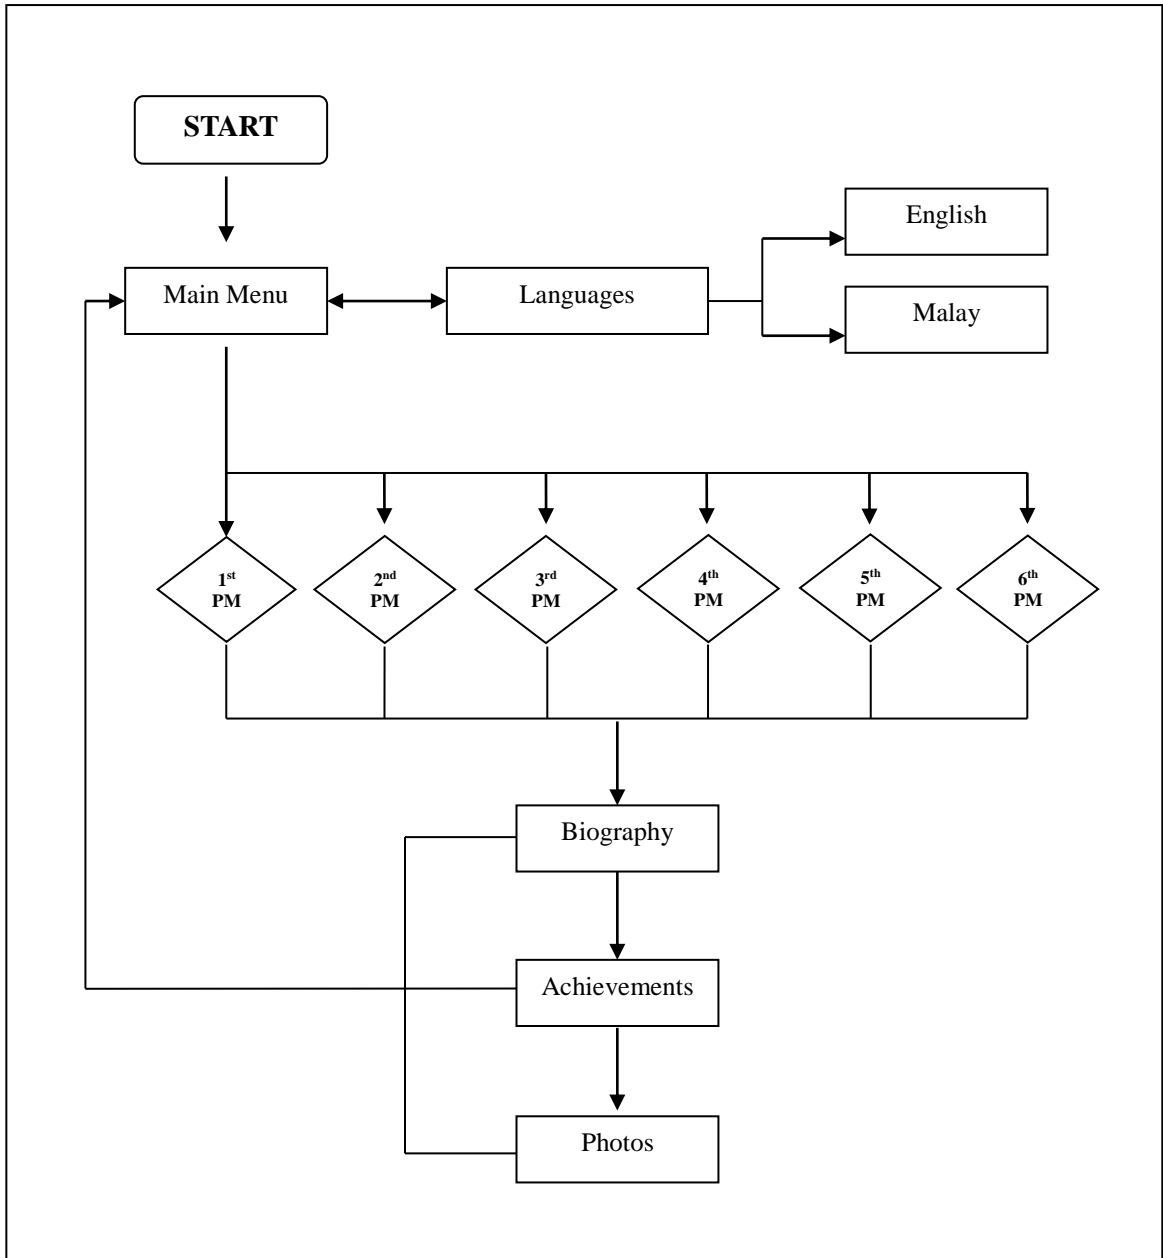 START
English
Main Menu
Languages
Malay
1st
PM
2nd
PM
3rd
PM
4th
PM
5th
PM
6th
PM
Biography
Achievements
Photos